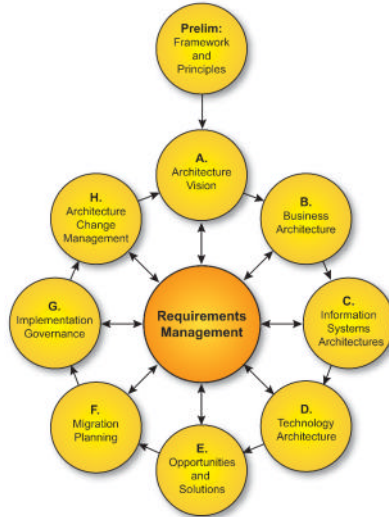 Prelim:
Framework
and
Principles
A.
Architecture
Vision
B.
Business
Architecture
C.
Information
Systems
Architectures
D.
Technology
Architecture
E.
Opportunities
and
Solutions
F.
Migration
Planning
G.
Implementation
Governance
H.
Architecture
Change
Management
Requirements
Management